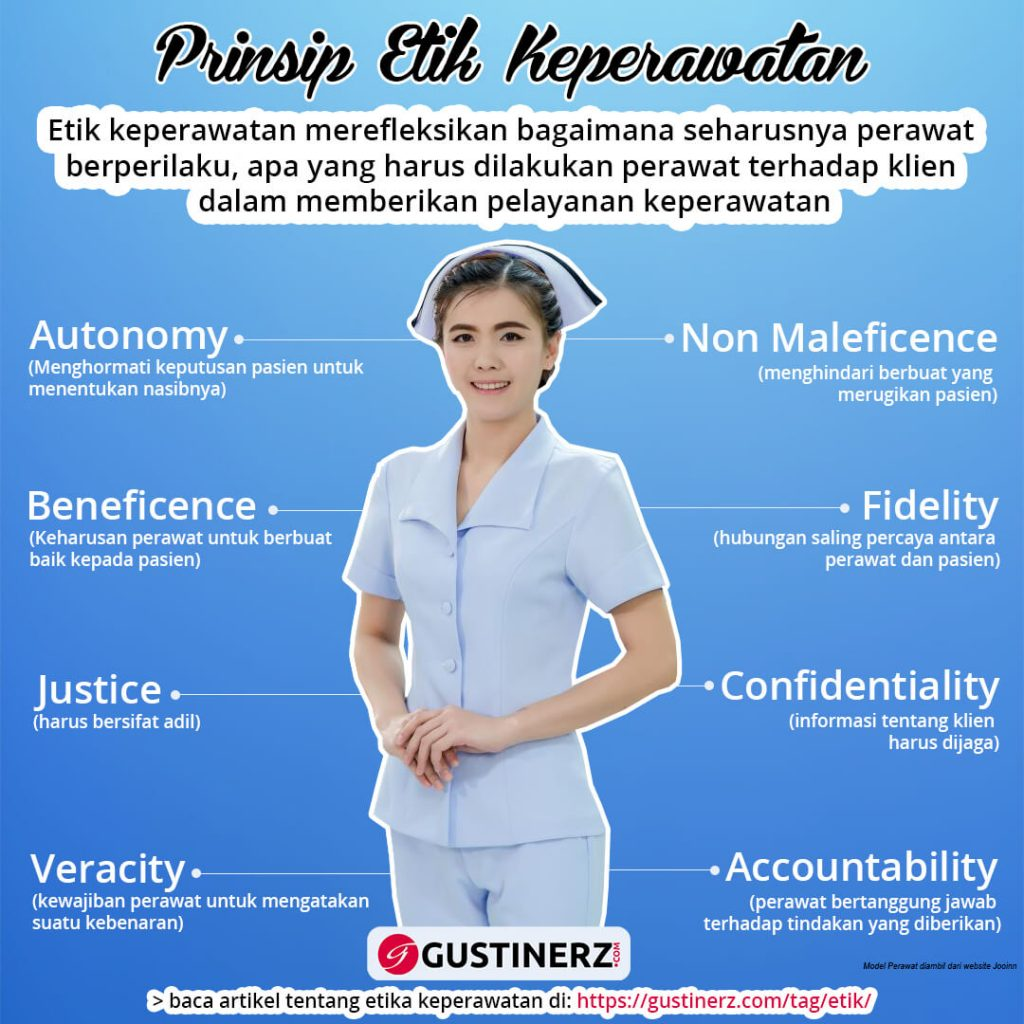 Prinsip Etik Keperawatan
Etik keperawatan merefleksikan bagaimana seharusnya perawat
berperilaku, apa yang harus dilakukan perawat terhadap klien
dalam memberikan pelayanan keperawatan
Autonomy
(Menghormati keputusan pasien untuk
menentukan nasibnya)
Non Maleficence
(menghindari berbuat yang
merugikan pasien)
Beneficence
(Keharusan perawat untuk berbuat
baik kepada pasien)
Fidelity
(hubungan saling percaya antara
perawat dan pasien)
Justice
(harus bersifat adil)
Confidentiality
(informasi tentang klien
harus dijaga)
Veracity
(kewajiban perawat untuk mengatakan
suatu kebenaran)
Accountability
(perawat bertanggung jawab
terhadap tindakan yang diberikan)
GUSTINERZ.COM
Model Perawat diambil dari website Jooinn
> baca artikel tentang etika keperawatan di: https://gustinerz.com/tag/etik/